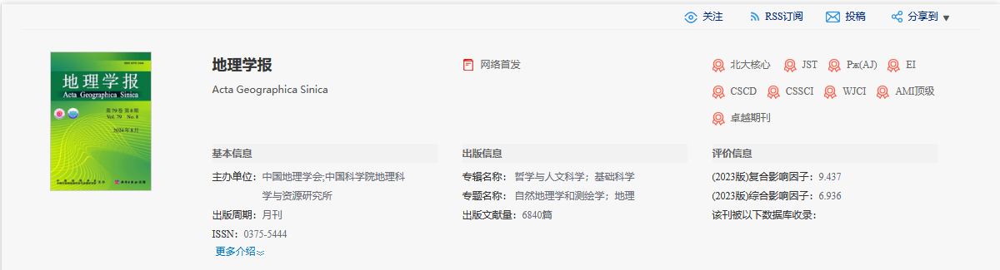 关注 RSS订阅 投稿 分享到
地理学报
Acta Geographica Sinica
第79卷 第8期
Vol. 79 No. 8
2024年8月
地理学报
Acta Geographica Sinica
网络首发
北大核心 JST Pж(AJ) EI
CSCD CSSCI WJCI AMI顶级
卓越期刊
基本信息
主办单位：中国地理学会;中国科学院地理科
学与资源研究所
出版周期：月刊
ISSN：0375-5444
更多介绍
出版信息
专辑名称：哲学与人文科学；基础科学
专题名称：自然地理学和测绘学；地理
出版文献量：6840篇
评价信息
(2023版)复合影响因子：9.437
(2023版)综合影响因子：6.936
该刊被以下数据库收录：